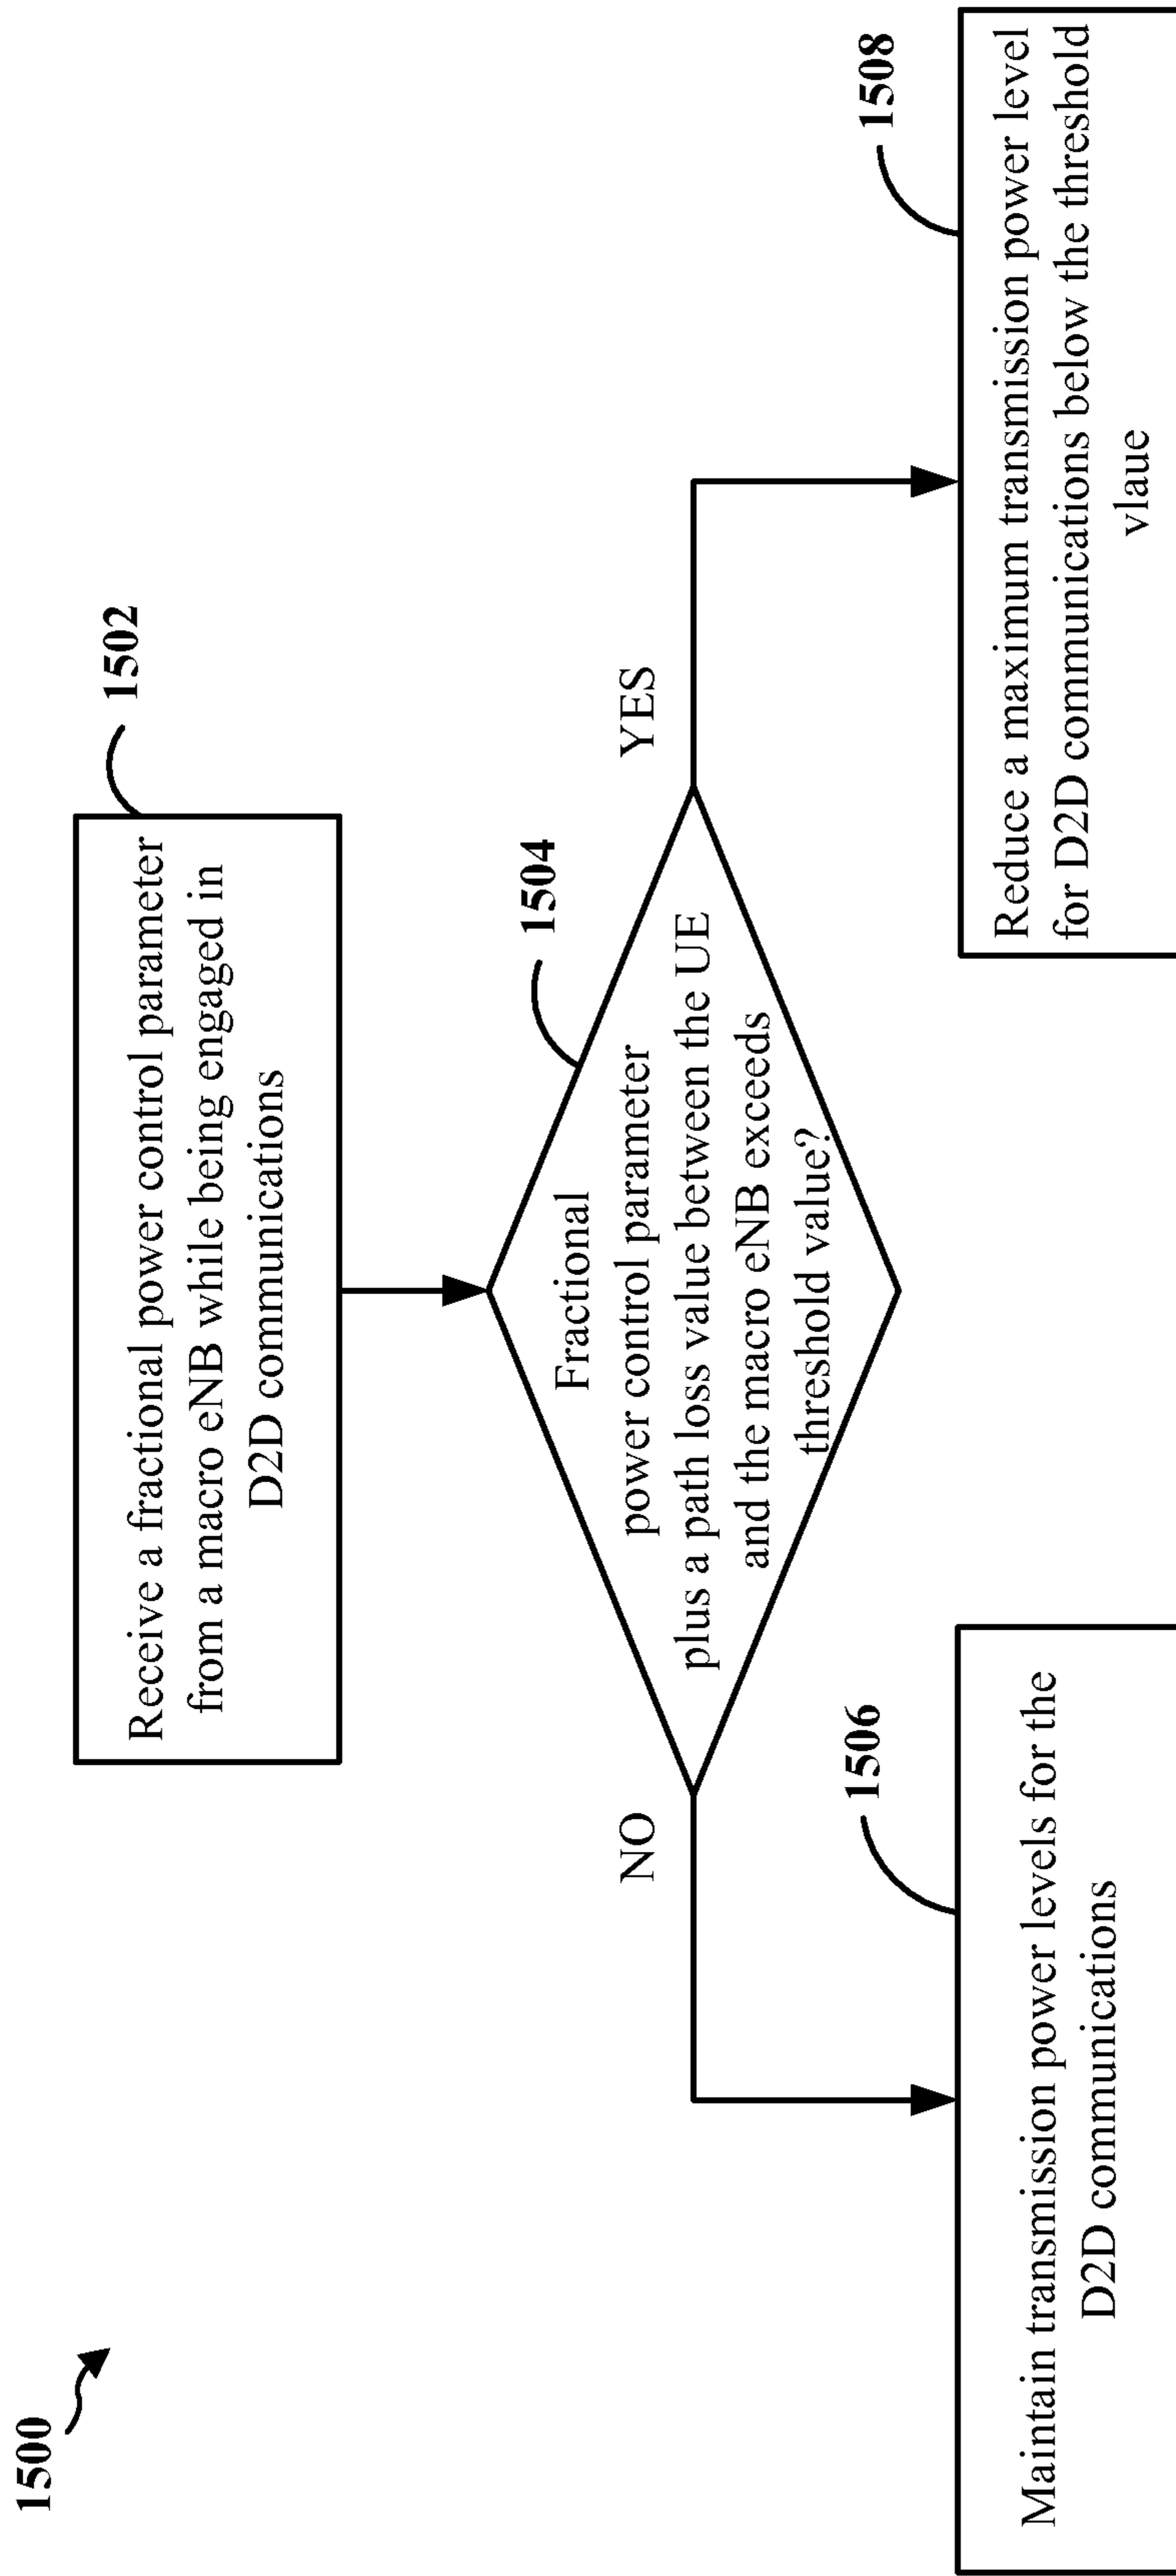 1500
1502
Receive a fractional power control parameter
from a macro eNB while being engaged in
D2D communications
1504
Fractional
power control parameter
plus a path loss value between the UE
and the macro eNB exceeds
threshold value?
NO
YES
1506
Maintain transmission power levels for the
D2D communications
1508
Reduce a maximum transmission power level
for D2D communications below the threshold
vlaue